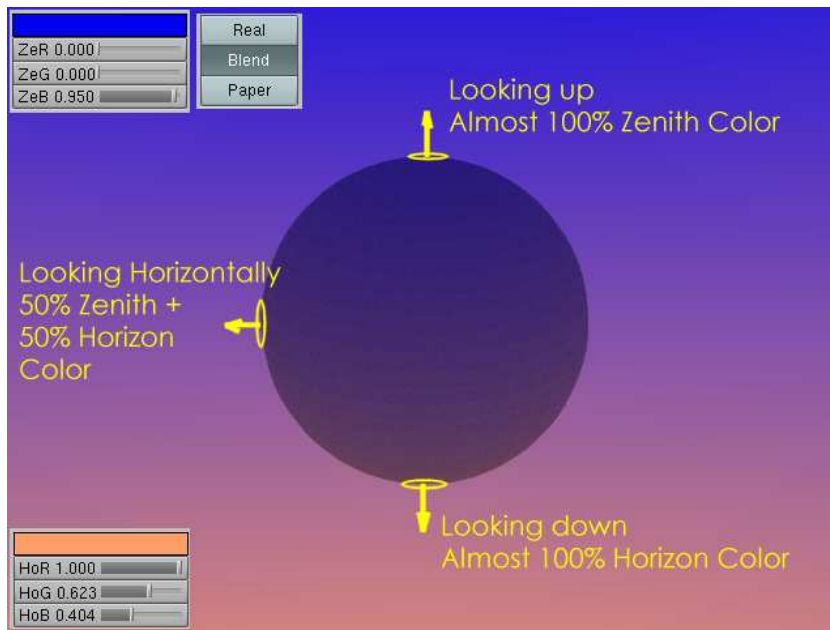 ZeR 0.000
ZeG 0.000
ZeB 0.950
Real
Blend
Paper
Looking up
Almost 100% Zenith Color
Looking Horizontally
50% Zenith +
50% Horizon
Color
Looking down
Almost 100% Horizon Color
HoR 1.000
HoG 0.623
HoB 0.404